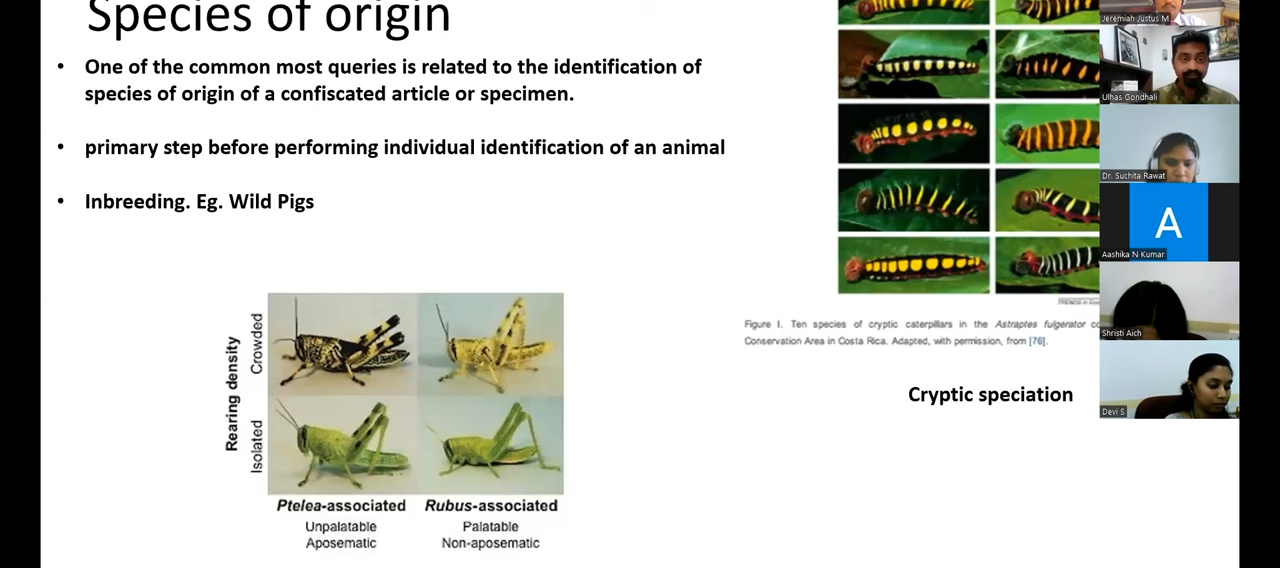 Species of origin
• One of the common most queries is related to the identification of
species of origin of a confiscated article or specimen.
• primary step before performing individual identification of an animal
• Inbreeding. Eg. Wild Pigs
Rearing density
Crowded
Isolated
Ptelea-associated
Unpalatable
Aposematic
Rubus-associated
Palatable
Non-aposematic
Figure I. Ten species of cryptic caterpillars in the Astraptes fulgerator
Conservation Area in Costa Rica. Adapted, with permission, from [76].
Cryptic speciation
Jeremiah Justus M
Ulhas Gondhali
Dr. Suchita Rawat
A
Aashika N Kumar
Shristi Aich
Devi S